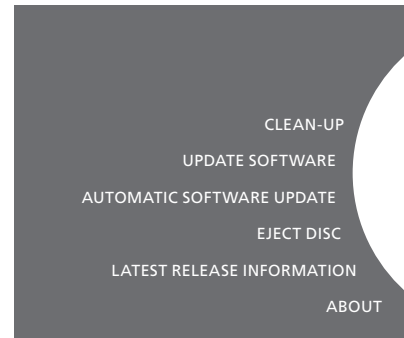 CLEAN-UP
UPDATE SOFTWARE
AUTOMATIC SOFTWARE UPDATE
EJECT DISC
LATEST RELEASE INFORMATION
ABOUT